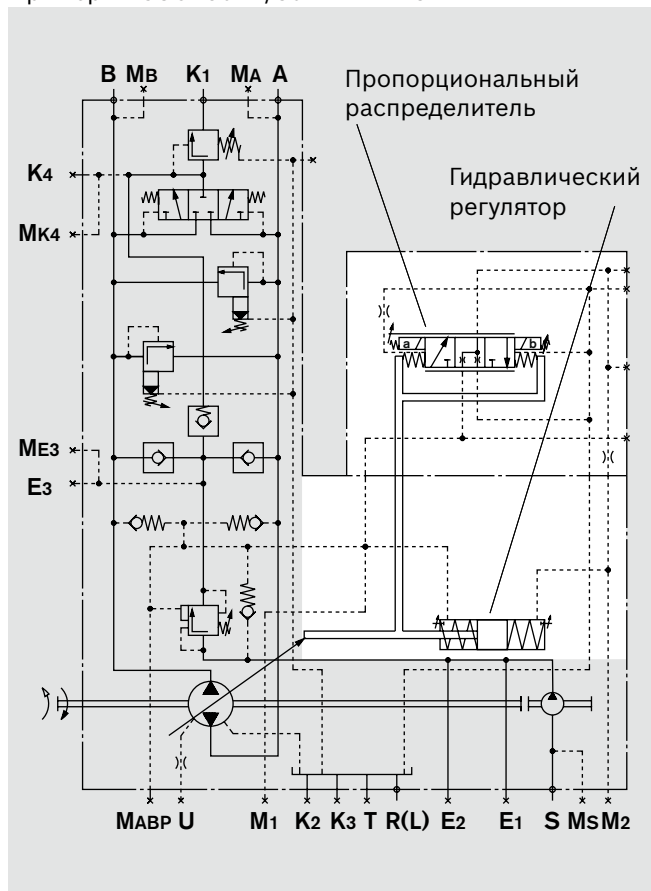 B MB K1 MA A
Пропорциональный
распределитель
K4
Гидравлический
регулятор
MK4
a b
ME3
E3
MABP U M1 K2 K3 T R(L) E2 E1 S MS M2